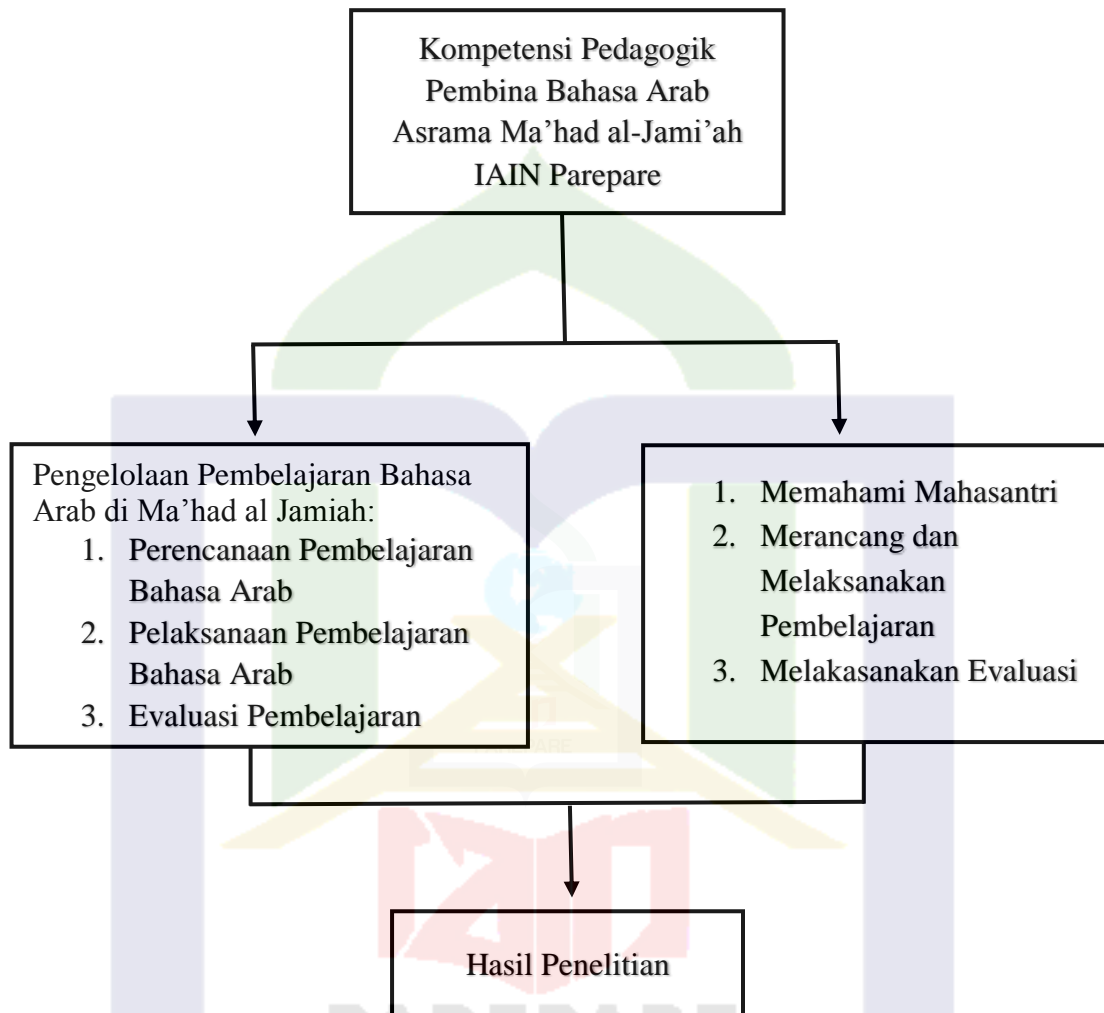 Kompetensi Pedagogik
Pembina Bahasa Arab
Asrama Ma’had al-Jami’ah
IAIN Parepare
Pengelolaan Pembelajaran Bahasa
Arab di Ma’had al Jamiah:
1. Perencanaan Pembelajaran
Bahasa Arab
2. Pelaksanaan Pembelajaran
Bahasa Arab
3. Evaluasi Pembelajaran
1. Memahami Mahasantri
2. Merancang dan
Melaksanakan
Pembelajaran
3. Melakasanakan Evaluasi
Hasil Penelitian
PAREPARE